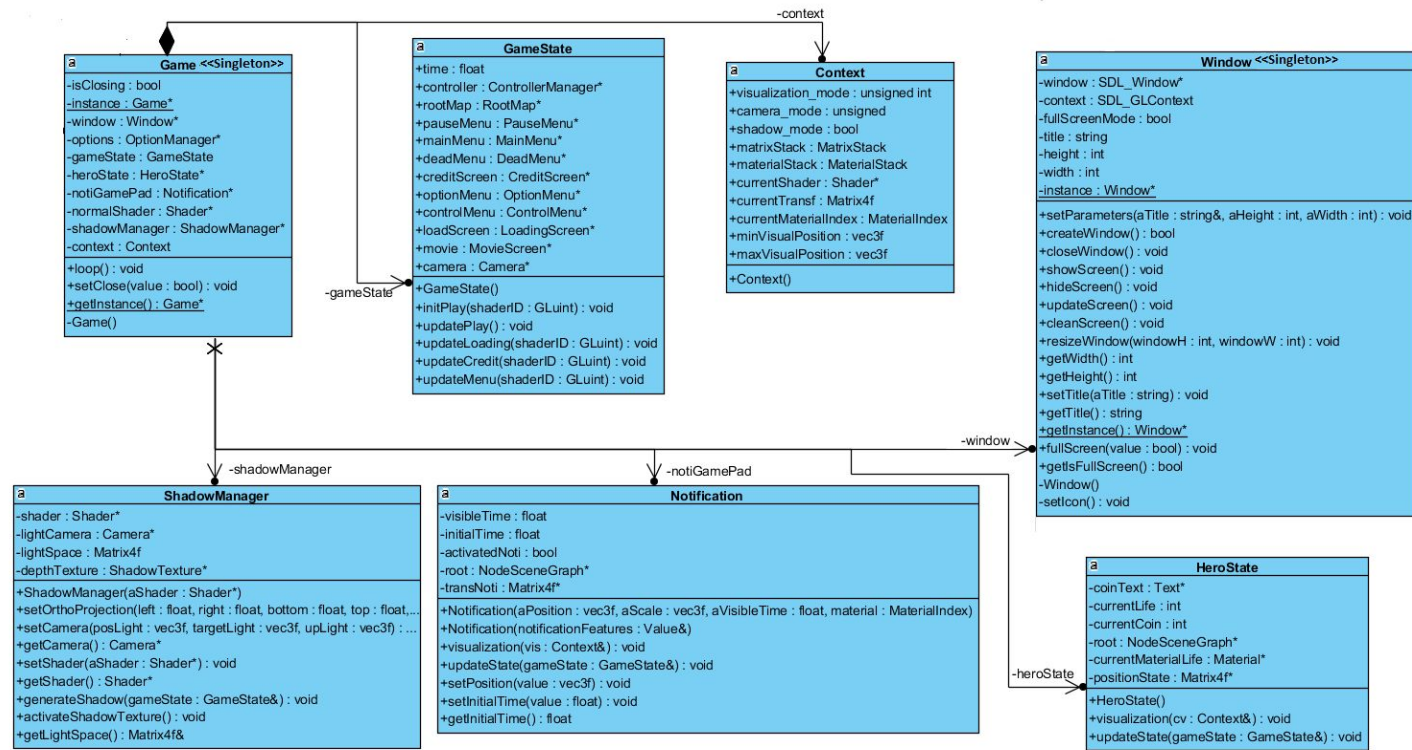 -context
a
Game <<Singleton>>
-isClosing : bool
-instance : Game*
-window : Window*
-options : OptionManager*
-gameState : GameState
-heroState : HeroState*
-notiGamePad : Notification*
-normalShader : Shader*
-shadowManager : ShadowManager*
-context : Context
+loop() : void
+setClose(value : bool) : void
+getInstance() : Game*
-Game()
-gameState
a
GameState
+time : float
+controller : ControllerManager*
+rootMap : RootMap*
+pauseMenu : PauseMenu*
+mainMenu : MainMenu*
+deadMenu : DeadMenu*
+creditScreen : CreditScreen*
+optionMenu : OptionMenu*
+controlMenu : ControlMenu*
+loadScreen : LoadingScreen*
+movie : MovieScreen*
+camera : Camera*
+GameState()
+initPlay(shaderID : GLuint) : void
+updatePlay() : void
+updateLoading(shaderID : GLuint) : void
+updateCredit(shaderID : GLuint) : void
+updateMenu(shaderID : GLuint) : void
a
Context
+visualization_mode : unsigned int
+camera_mode : unsigned
+shadow_mode : bool
+matrixStack : MatrixStack
+materialStack : MaterialStack
+currentShader : Shader*
+currentTransf : Matrix4f
+currentMaterialIndex : MaterialIndex
+minVisualPosition : vec3f
+maxVisualPosition : vec3f
+Context()
a
Window <<Singleton>>
-window : SDL_Window*
-context : SDL_GLContext
-fullScreenMode : bool
-title : string
-height : int
-width : int
-instance : Window*
+setParameters(aTitle : string&, aHeight : int, aWidth : int) : void
+createWindow() : bool
+closeWindow() : void
+showScreen() : void
+hideScreen() : void
+updateScreen() : void
+cleanScreen() : void
+resizeWindow(windowH : int, windowW : int) : void
+getWidth() : int
+getHeight() : int
+setTitle(aTitle : string) : void
+getTitle() : string
+getInstance() : Window*
+fullScreen(value : bool) : void
+getIsFullScreen() : bool
-Window()
-setIcon() : void
-window
-shadowManager
-notiGamePad
-heroState
a
ShadowManager
-shader : Shader*
-lightCamera : Camera*
-lightSpace : Matrix4f
-depthTexture : ShadowTexture*
+ShadowManager(aShader : Shader*)
+setOrthoProjection(left : float, right : float, bottom : float, top : float,...
+setCamera(posLight : vec3f, targetLight : vec3f, upLight : vec3f) : ...
+getCamera() : Camera*
+setShader(aShader : Shader*) : void
+getShader() : Shader*
+generateShadow(gameState : GameState&) : void
+activateShadowTexture() : void
+getLightSpace() : Matrix4f&
a
Notification
-visibleTime : float
-initialTime : float
-activatedNoti : bool
-root : NodeSceneGraph*
-transNoti : Matrix4f*
+Notification(aPosition : vec3f, aScale : vec3f, aVisibleTime : float, material : MaterialIndex)
+Notification(notificationFeatures : Value&)
+visualization(vis : Context&) : void
+updateState(gameState : GameState&) : void
+setPosition(value : vec3f) : void
+setInitialTime(value : float) : void
+getInitialTime() : float
a
HeroState
-coinText : Text*
-currentLife : int
-currentCoin : int
-root : NodeSceneGraph*
-currentMaterialLife : Material*
-positionState : Matrix4f*
+HeroState()
+visualization(cv : Context&) : void
+updateState(gameState : GameState&) : void